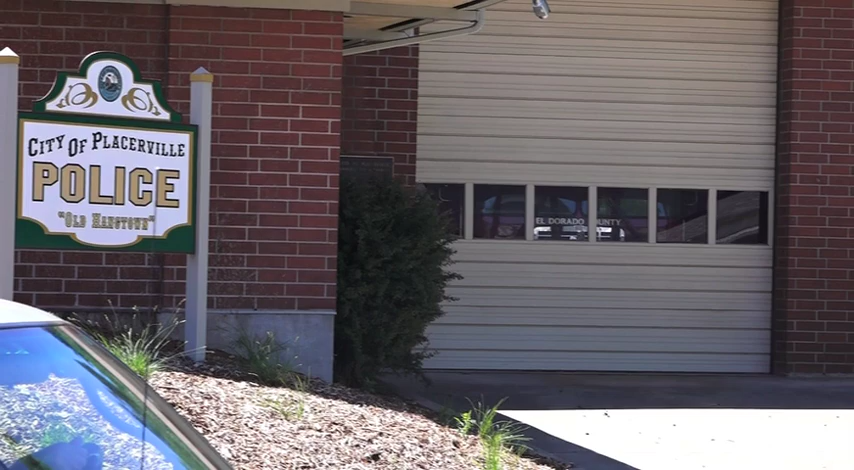 City Of Placerville
POLICE
"Old Hangtown"
EL DORADO COUNTY